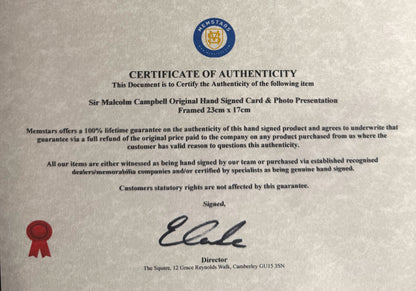 MEMSTARS
CERTIFICATE OF AUTHENTICITY
This Document is to Certify the Authenticity of the following item
Sir Malcolm Campbell Original Hand Signed Card & Photo Presentation
Framed 23cm x 17cm
Memstars offers a 100% lifetime guarantee on the authenticity of this hand signed product and agrees to underwrite that
guarantee via a full refund of the original price paid to the company on any product purchased from us where the
customer has valid reason to questions this authenticity.
All our items are either witnessed as being hand signed by our team or purchased via established recognised
dealers/memorabilia companies and/or certified by specialists as being genuine hand signed.
Customers statutory rights are not affected by this guarantee.
Signed,
Director
The Square, 12 Grace Reynolds Walk, Camberley GU15 3SN